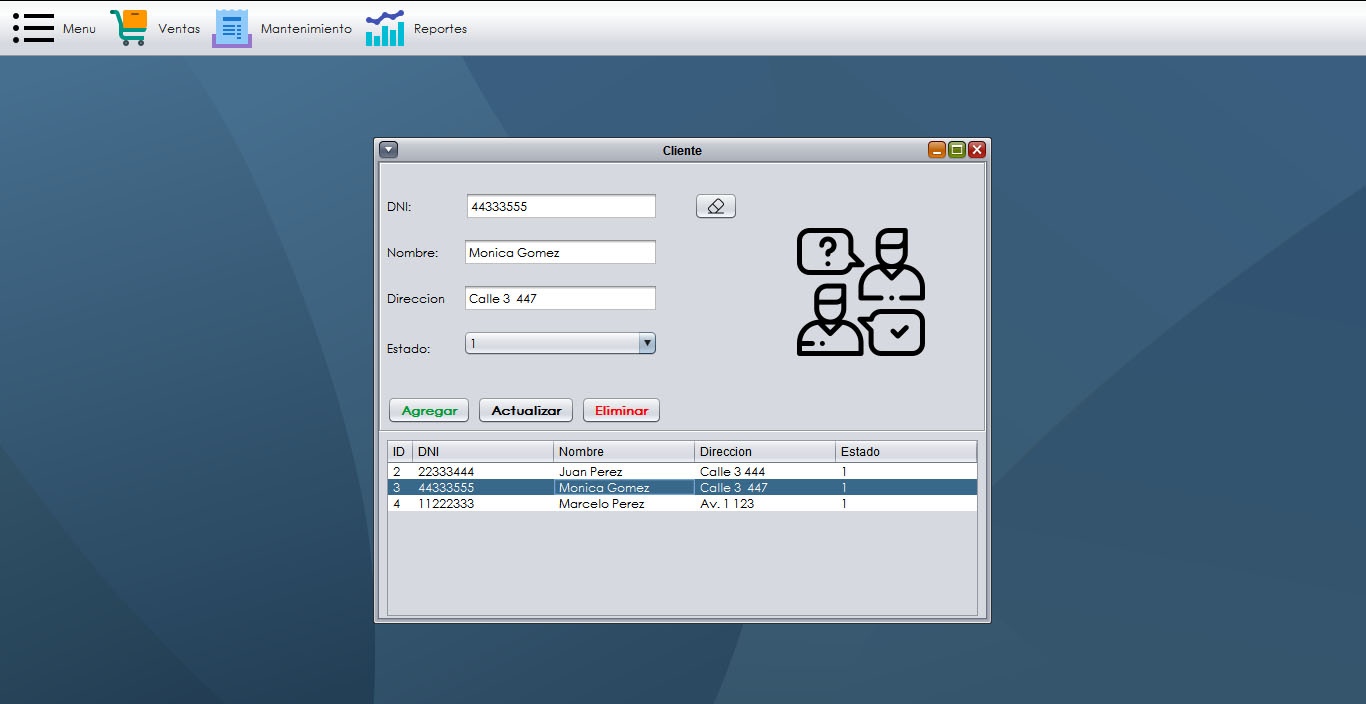 Menu Ventas Mantenimiento Reportes
Cliente
DNI: 44333555
Nombre: Monica Gomez
Direccion Calle 3  447
Estado: 1
Agregar Actualizar Eliminar
ID DNI Nombre Direccion Estado
2 22333444 Juan Perez Calle 3 444 1
3 44333555 Monica Gomez Calle 3  447 1
4 11222333 Marcelo Perez Av. 1 123 1